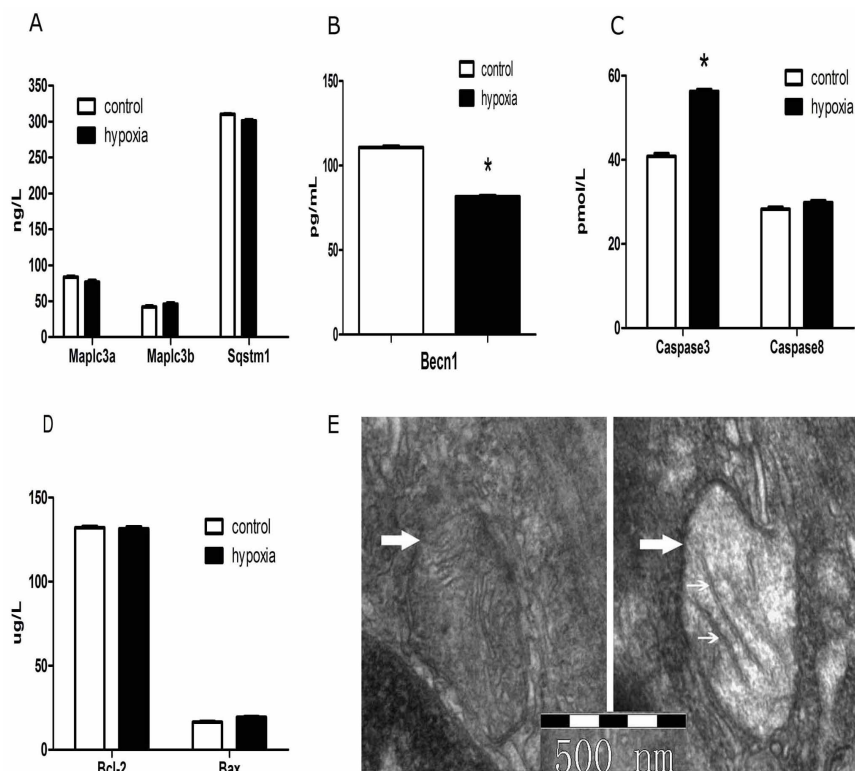 A
350
300
250
200
150
100
50
0
ng/L
control
hypoxia
Maplc3a Maplc3b Sqstm1
B
150
100
50
0
pg/mL
control
hypoxia
*
Becn1
C
60
40
20
0
pmol/L
control
hypoxia
*
Caspase3 Caspase8
D
150
100
50
0
ug/L
control
hypoxia
Bcl-2 Bax
E
500 nm